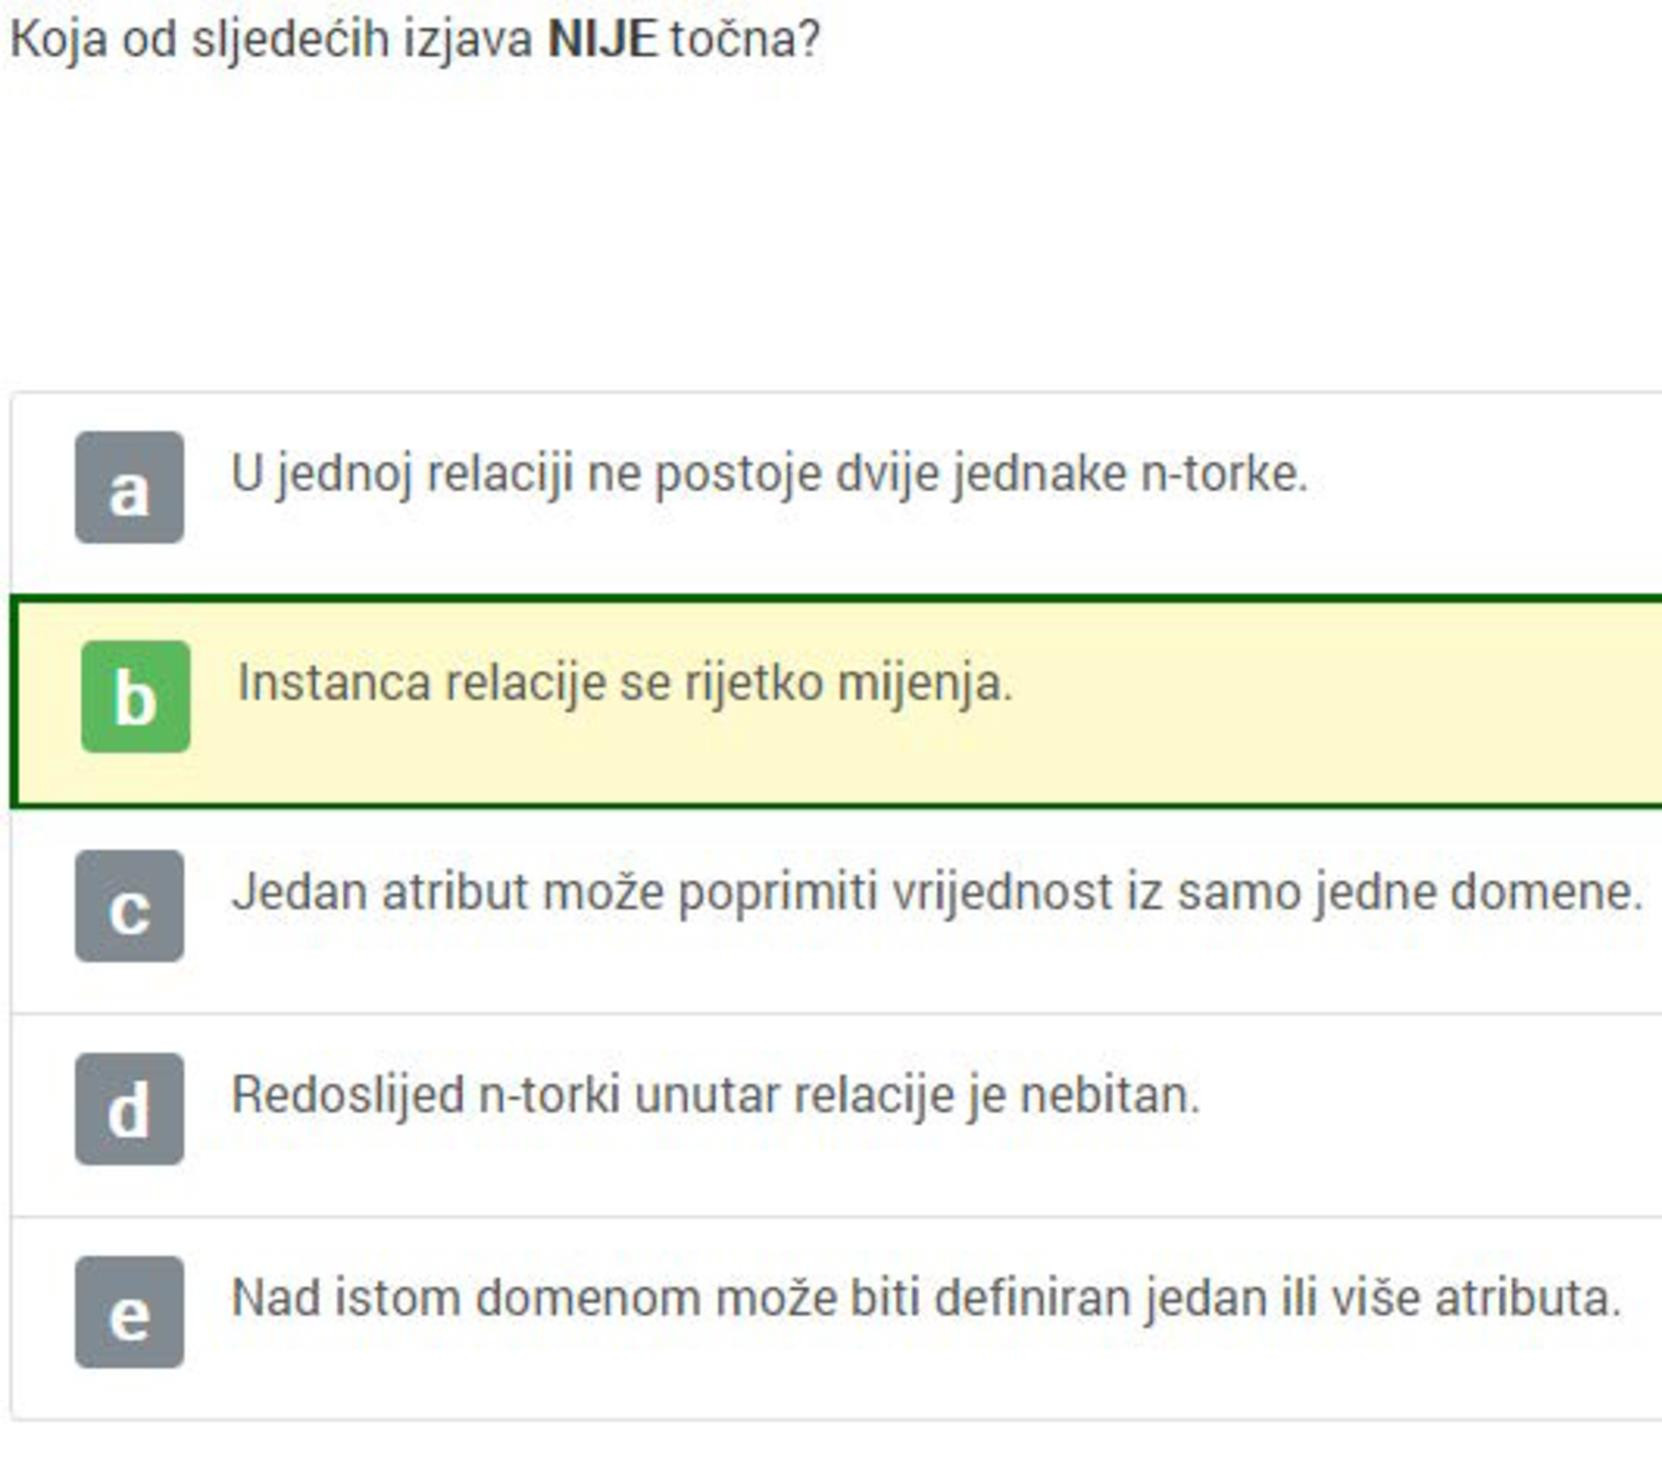 Koja od sljedećih izjava NIJE točna?
a U jednoj relaciji ne postoje dvije jednake n-torke.
b Instanca relacije se rijetko mijenja.
c Jedan atribut može poprimiti vrijednost iz samo jedne domene.
d Redoslijed n-torki unutar relacije je nebitan.
e Nad istom domenom može biti definiran jedan ili više atributa.